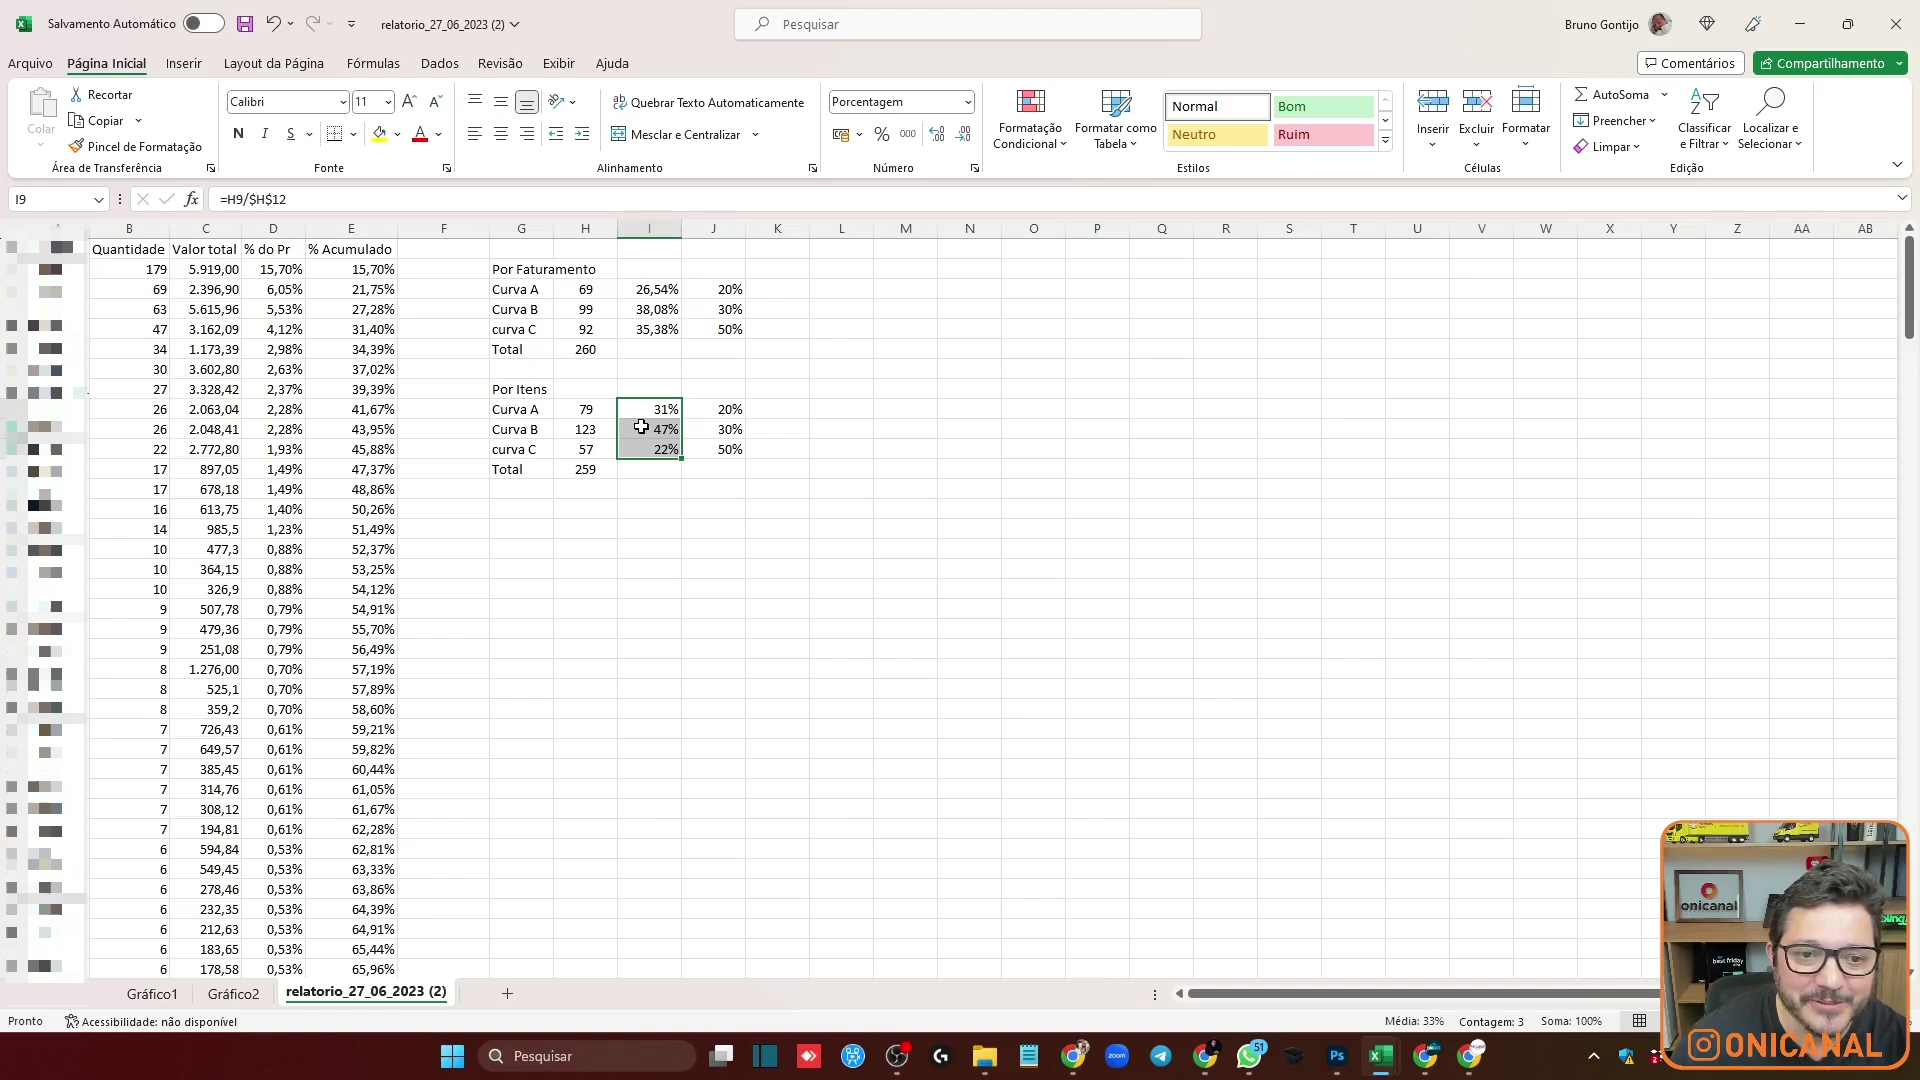 Salvamento Automático
relatorio_27_06_2023 (2)
Pesquisar
Bruno Gontijo
Arquivo Página Inicial Inserir Layout da Página Fórmulas Dados Revisão Exibir Ajuda
Comentários
Compartilhamento
Colar
Recortar
Copiar
Pincel de Formatação
Área de Transferência
Calibri 11
N I S
Fonte
Quebrar Texto Automaticamente
Mesclar e Centralizar
Alinhamento
Porcentagem
% 000
Número
Formatação Condicional
Formatar como Tabela
Normal Bom
Neutro Ruim
Estilos
Inserir Excluir Formatar
Células
AutoSoma
Preencher
Limpar
Classificar e Filtrar
Localizar e Selecionar
Edição
I9 fx =H9/$H$12
B C D E F G H I J K L M N O P Q R S T U V W X Y Z AA AB
Quantidade Valor total % do Pr % Acumulado
179 5.919,00 15,70% 15,70% Por Faturamento
69 2.396,90 6,05% 21,75% Curva A 69 26,54% 20%
63 5.615,96 5,53% 27,28% Curva B 99 38,08% 30%
47 3.162,09 4,12% 31,40% curva C 92 35,38% 50%
34 1.173,39 2,98% 34,39% Total 260
30 3.602,80 2,63% 37,02%
27 3.328,42 2,37% 39,39% Por Itens
26 2.063,04 2,28% 41,67% Curva A 79 31% 20%
26 2.048,41 2,28% 43,95% Curva B 123 47% 30%
22 2.772,80 1,93% 45,88% curva C 57 22% 50%
17 897,05 1,49% 47,37% Total 259
17 678,18 1,49% 48,86%
16 613,75 1,40% 50,26%
14 985,5 1,23% 51,49%
10 477,3 0,88% 52,37%
10 364,15 0,88% 53,25%
10 326,9 0,88% 54,12%
9 507,78 0,79% 54,91%
9 479,36 0,79% 55,70%
9 251,08 0,79% 56,49%
8 1.276,00 0,70% 57,19%
8 525,1 0,70% 57,89%
8 359,2 0,70% 58,60%
7 726,43 0,61% 59,21%
7 649,57 0,61% 59,82%
7 385,45 0,61% 60,44%
7 314,76 0,61% 61,05%
7 308,12 0,61% 61,67%
7 194,81 0,61% 62,28%
6 594,84 0,53% 62,81%
6 549,45 0,53% 63,33%
6 278,46 0,53% 63,86%
6 232,35 0,53% 64,39%
6 212,63 0,53% 64,91%
6 183,65 0,53% 65,44%
6 178,58 0,53% 65,96%
onicanal
bling
best friday
ONICANAL
Gráfico1 Gráfico2 relatorio_27_06_2023 (2)
Pronto Acessibilidade: não disponível
Média: 33% Contagem: 3 Soma: 100%
Pesquisar
zoom
51
Ps